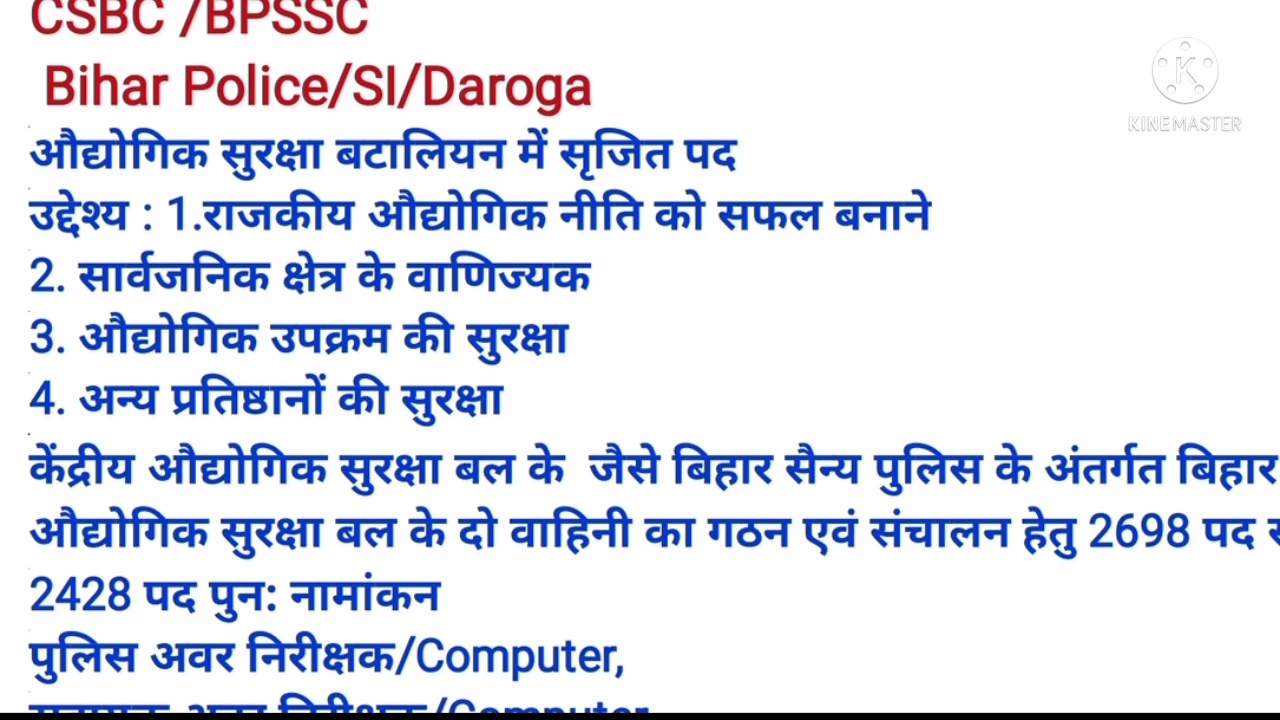 CSBC /BPSSC
Bihar Police/SI/Daroga
औद्योगिक सुरक्षा बटालियन में सृजित पद
उद्देश्य : 1.राजकीय औद्योगिक नीति को सफल बनाने
2. सार्वजनिक क्षेत्र के वाणिज्यक
3. औद्योगिक उपक्रम की सुरक्षा
4. अन्य प्रतिष्ठानों की सुरक्षा
केंद्रीय औद्योगिक सुरक्षा बल के जैसे बिहार सैन्य पुलिस के अंतर्गत बिहार
औद्योगिक सुरक्षा बल के दो वाहिनी का गठन एवं संचालन हेतु 2698 पद
2428 पद पुन: नामांकन
पुलिस अवर निरीक्षक/Computer,
K
KINEMASTER